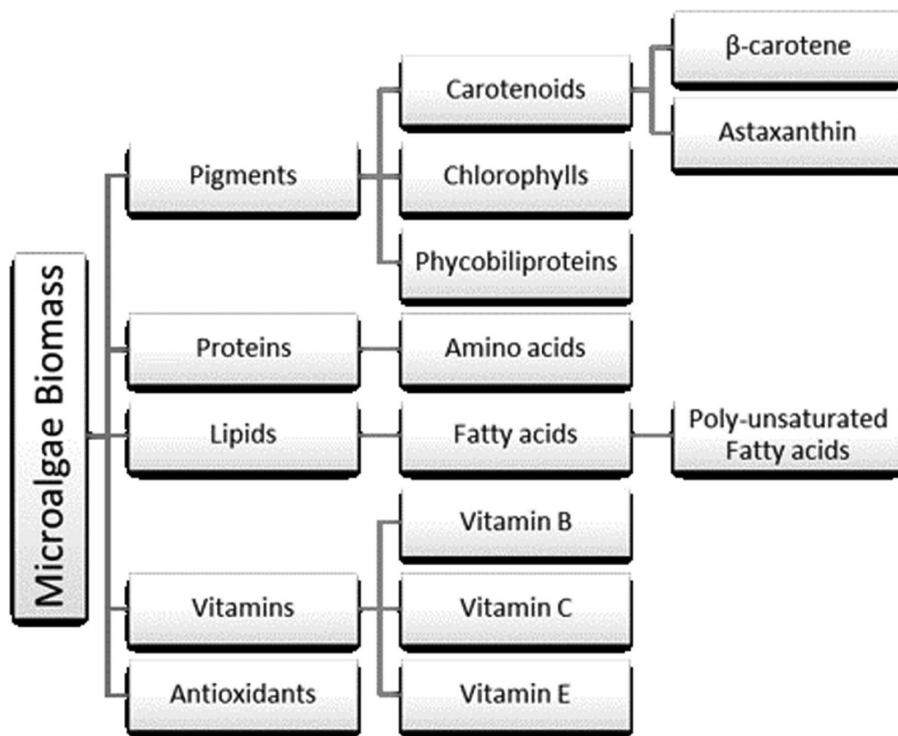 Microalgae Biomass
Pigments
Carotenoids
β-carotene
Astaxanthin
Chlorophylls
Phycobiliproteins
Proteins
Amino acids
Lipids
Fatty acids
Poly-unsaturated
Fatty acids
Vitamins
Vitamin B
Vitamin C
Vitamin E
Antioxidants